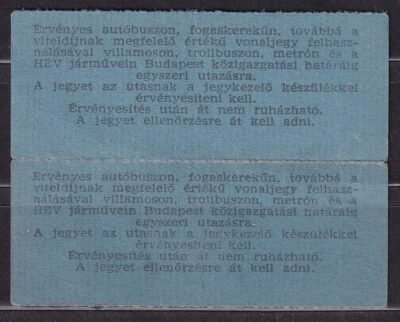 Érvényes autóbuszon, fogaskerekűn, továbbá a
viteldíjnak megfelelő értékű vonaljegy felhasz-
nálásával villamoson, trolibuszon, metrón és a
HÉV járművein Budapest közigazgatási határáig
egyszeri utazásra.
A jegyet az utasnak a jegykezelő készülékkel
érvényesíteni kell.
Érvényesítés után át nem ruházható.
A jegyet ellenőrzésre át kell adni.
Érvényes autóbuszon, fogaskerekűn, továbbá a
viteldíjnak megfelelő értékű vonaljegy felhasz-
nálásával villamoson, trolibuszon, metrón és a
HÉV járművein Budapest közigazgatási határáig
egyszeri utazásra.
A jegyet az utasnak a jegykezelő készülékkel
érvényesíteni kell.
Érvényesítés után át nem ruházható.
A jegyet ellenőrzésre át kell adni.